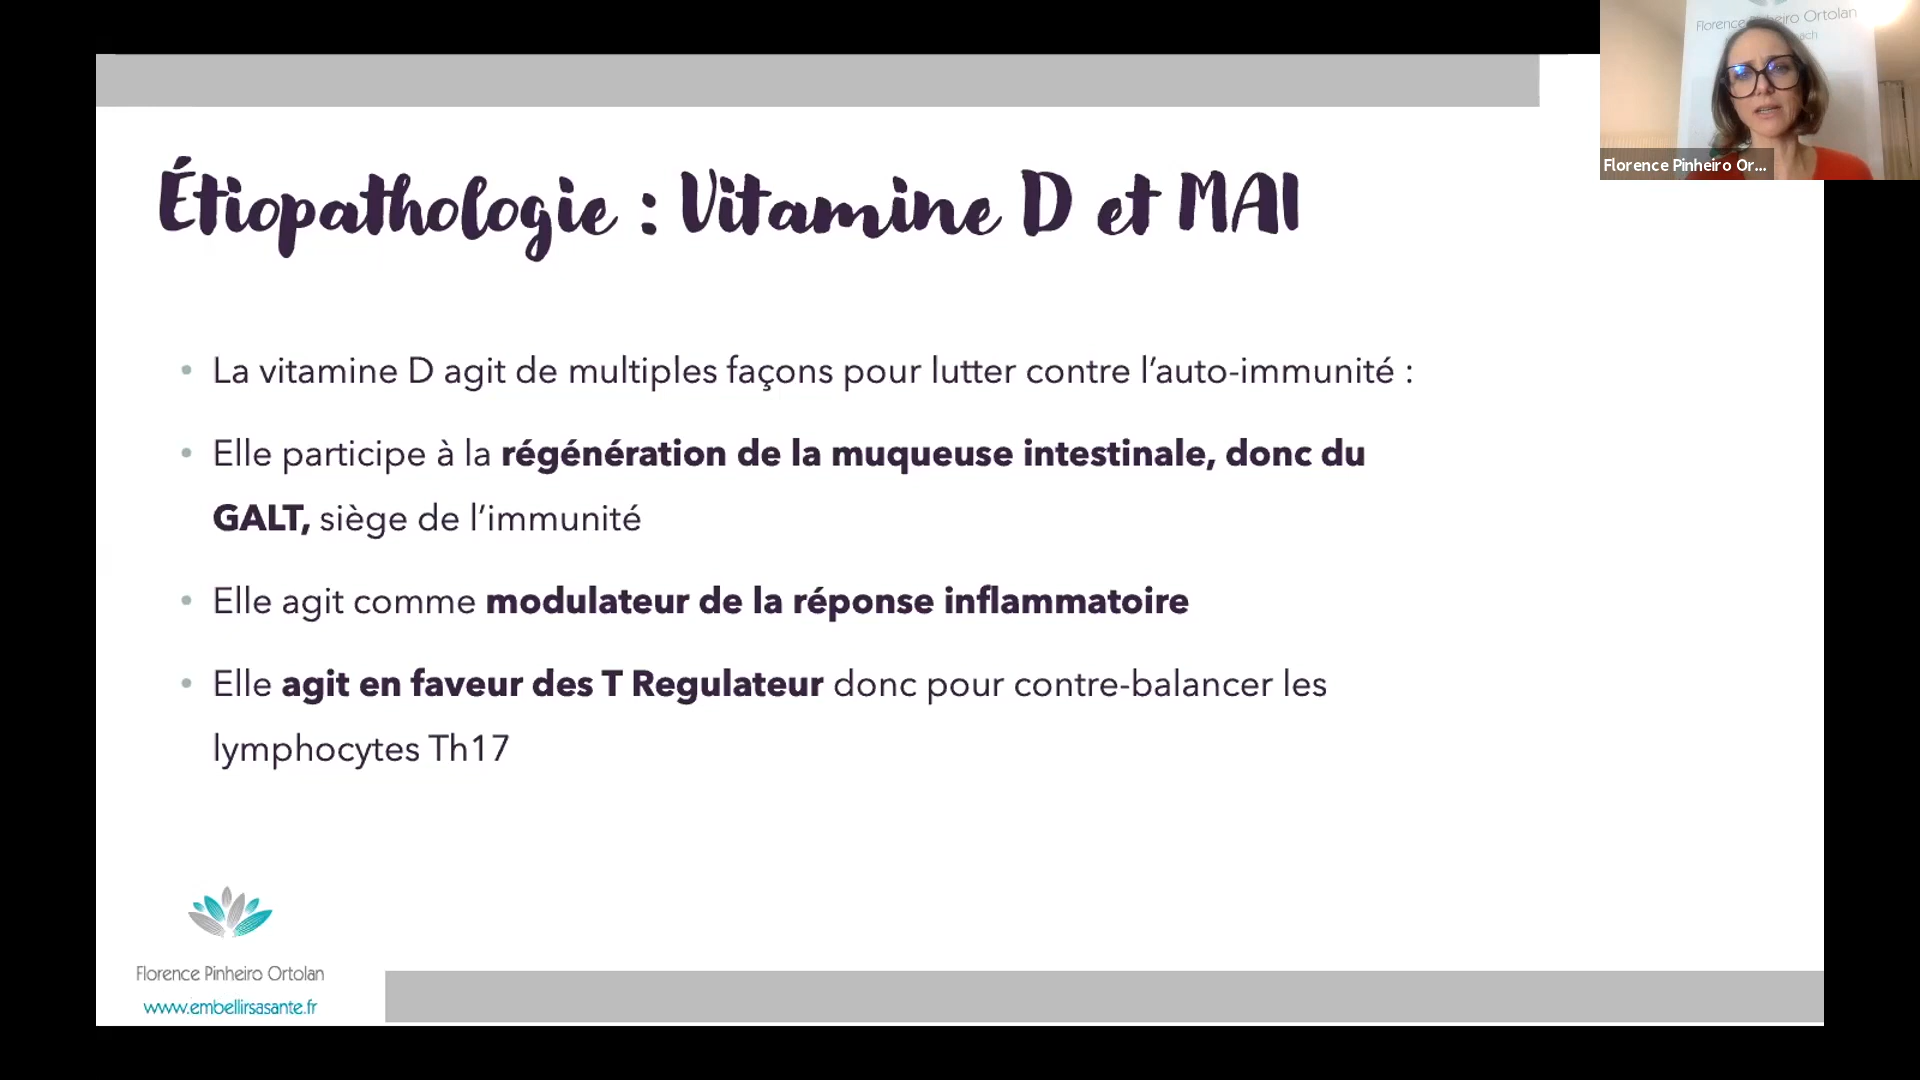 Florence Pinheiro Ortolan
Étiopathologie : Vitamine D et MAI
Florence Pinheiro Or...
• La vitamine D agit de multiples façons pour lutter contre l’auto-immunité :
• Elle participe à la régénération de la muqueuse intestinale, donc du
GALT, siège de l’immunité
• Elle agit comme modulateur de la réponse inflammatoire
• Elle agit en faveur des T Regulateur donc pour contre-balancer les
lymphocytes Th17
Florence Pinheiro Ortolan
www.embellirsasante.fr